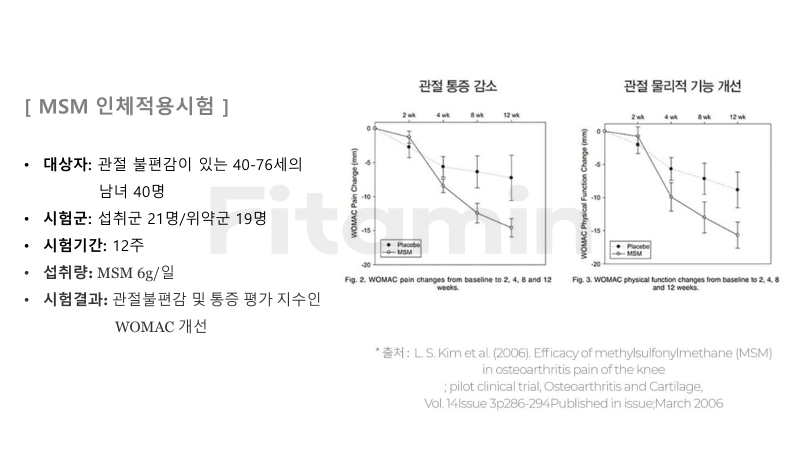 [ MSM 인체적용시험 ]
• 대상자: 관절 불편감이 있는 40-76세의
남녀 40명
• 시험군: 섭취군 21명/위약군 19명
• 시험기간: 12주
• 섭취량: MSM 6g/일
• 시험결과: 관절불편감 및 통증 평가 지수인
WOMAC 개선
Fitamin
관절 통증 감소
2 wk 4 wk 8 wk 12 wk
WOMAC Pain Change (mm)
0
-5
-10
-15
-20
Placebo
MSM
Fig. 2. WOMAC pain changes from baseline to 2, 4, 8 and 12
weeks.
관절 물리적 기능 개선
2 wk 4 wk 8 wk 12 wk
WOMAC Physical Function Change (mm)
0
-5
-10
-15
-20
Placebo
MSM
Fig. 3. WOMAC physical function changes from baseline to 2, 4, 8
and 12 weeks.
* 출처 : L. S. Kim et al. (2006). Efficacy of methylsulfonylmethane (MSM)
in osteoarthritis pain of the knee
; pilot clinical trial, Osteoarthritis and Cartilage,
Vol. 14Issue 3p286-294Published in issue;March 2006